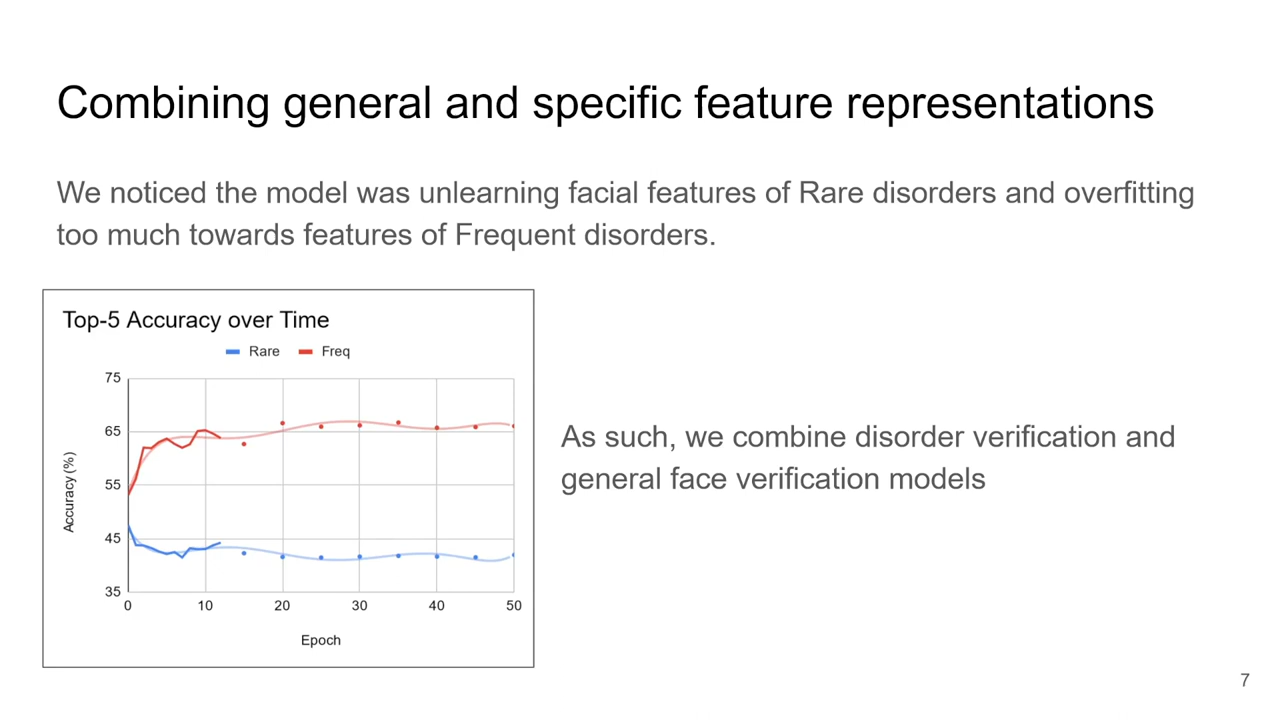 Combining general and specific feature representations
We noticed the model was unlearning facial features of Rare disorders and overfitting
too much towards features of Frequent disorders.
Top-5 Accuracy over Time
Rare Freq
75
65
55
45
35
Accuracy (%)
0 10 20 30 40 50
Epoch
As such, we combine disorder verification and
general face verification models
7